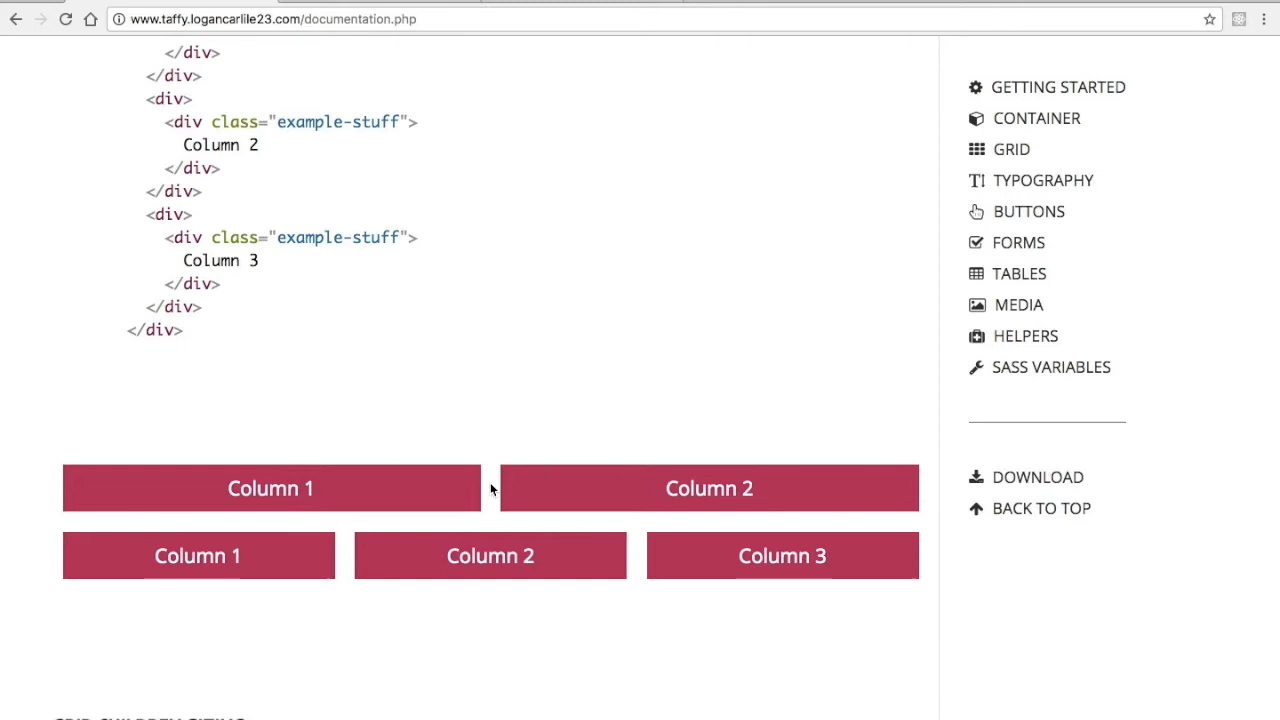 www.taffy.logancarlile23.com/documentation.php
</div>
</div>
<div>
<div class="example-stuff">
Column 2
</div>
</div>
<div>
<div class="example-stuff">
Column 3
</div>
</div>
</div>
Column 1 Column 2
Column 1 Column 2 Column 3
GETTING STARTED
CONTAINER
GRID
TYPOGRAPHY
BUTTONS
FORMS
TABLES
MEDIA
HELPERS
SASS VARIABLES
DOWNLOAD
BACK TO TOP